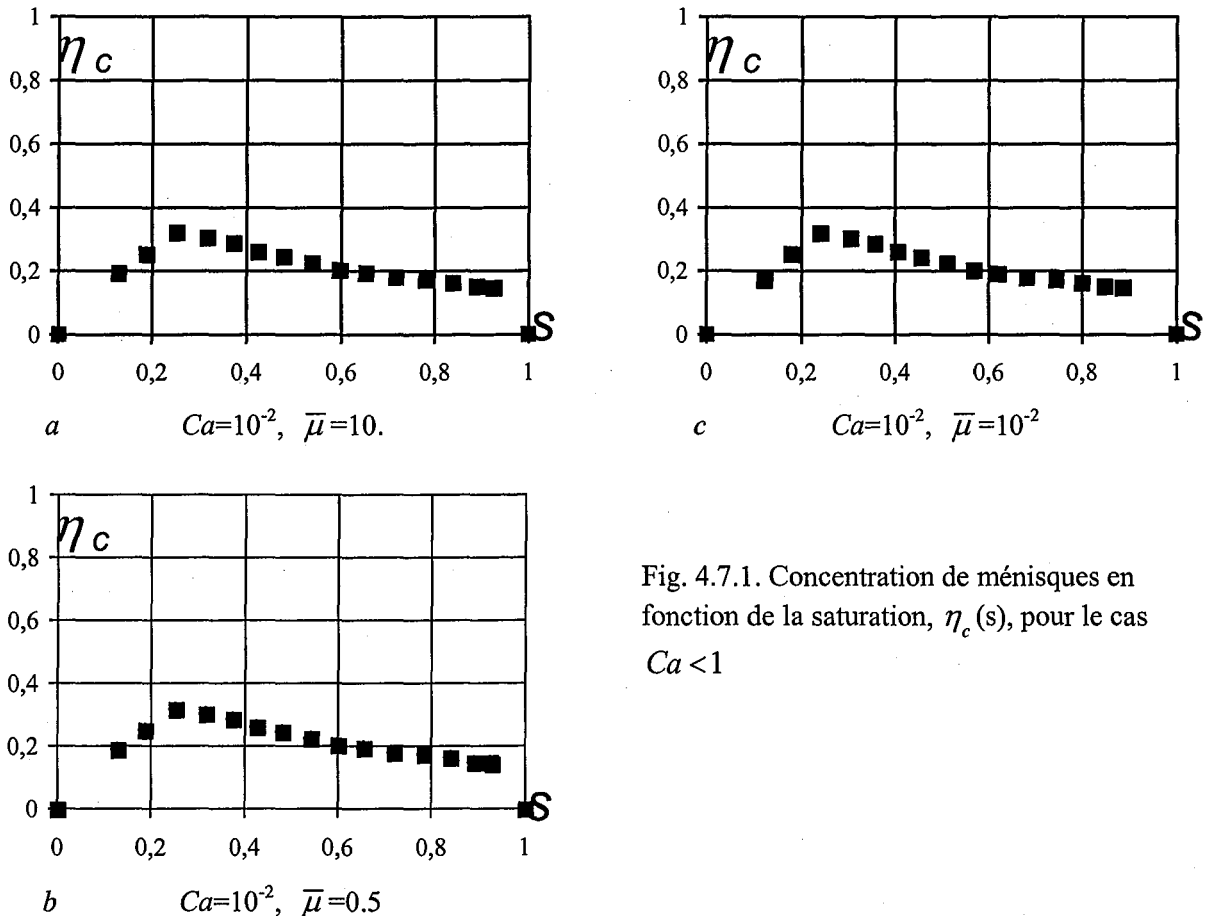 1
η c
0,8
0,6
0,4
0,2
0
S
0 0,2 0,4 0,6 0,8 1
a Ca=10⁻², μ̅=10.
1
η c
0,8
0,6
0,4
0,2
0
S
0 0,2 0,4 0,6 0,8 1
c Ca=10⁻², μ̅=10⁻²
1
η c
0,8
0,6
0,4
0,2
0
S
0 0,2 0,4 0,6 0,8 1
b Ca=10⁻², μ̅=0.5
Fig. 4.7.1. Concentration de ménisques en
fonction de la saturation, η_c(s), pour le cas
Ca<1